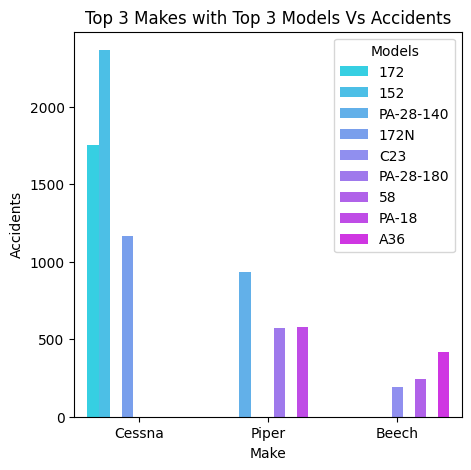 Top 3 Makes with Top 3 Models Vs Accidents
Models
172
152
PA-28-140
172N
C23
PA-28-180
58
PA-18
A36
Accidents
2000
1500
1000
500
0
Cessna
Piper
Beech
Make